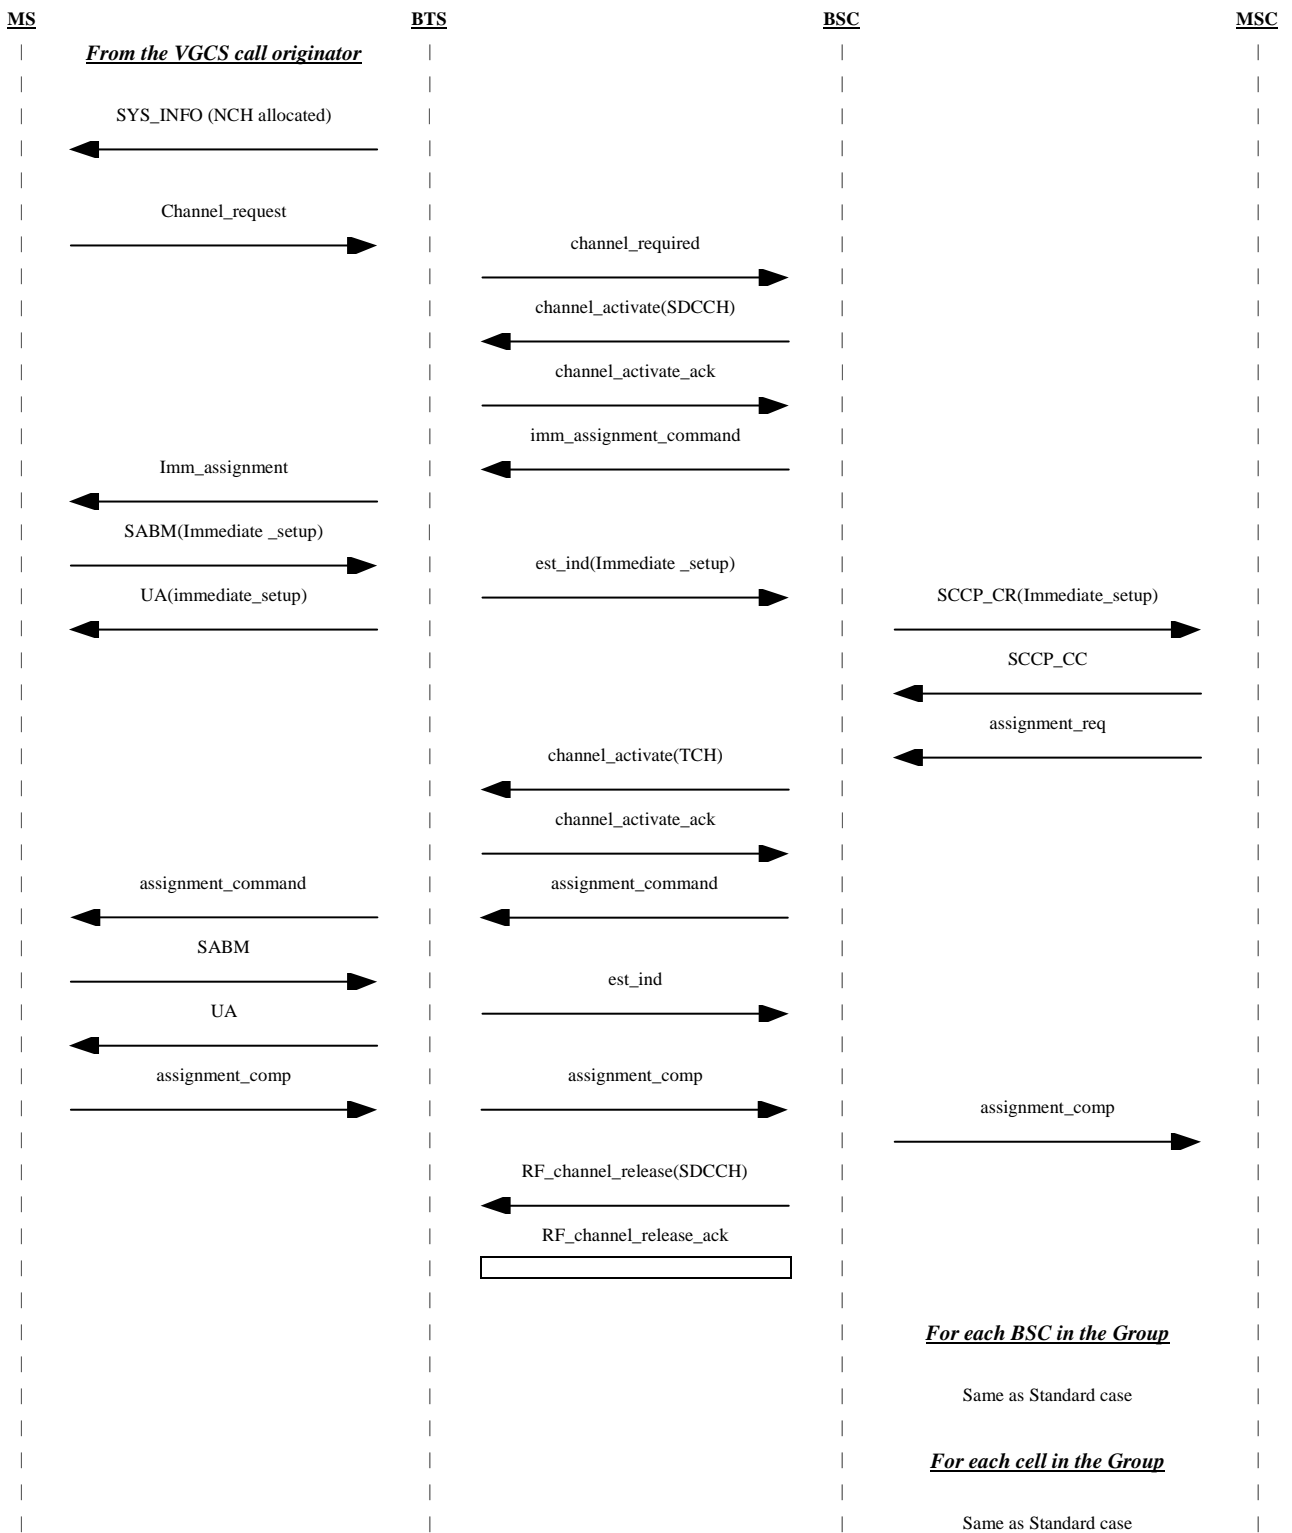 MS BTS BSC MSC
From the VGCS call originator
SYS_INFO (NCH allocated)
Channel_request
channel_required
channel_activate(SDCCH)
channel_activate_ack
imm_assignment_command
Imm_assignment
SABM(Immediate _setup)
est_ind(Immediate _setup)
UA(immediate_setup) SCCP_CR(Immediate_setup)
SCCP_CC
assignment_req
channel_activate(TCH)
channel_activate_ack
assignment_command assignment_command
SABM
est_ind
UA
assignment_comp assignment_comp
assignment_comp
RF_channel_release(SDCCH)
RF_channel_release_ack
For each BSC in the Group
Same as Standard case
For each cell in the Group
Same as Standard case